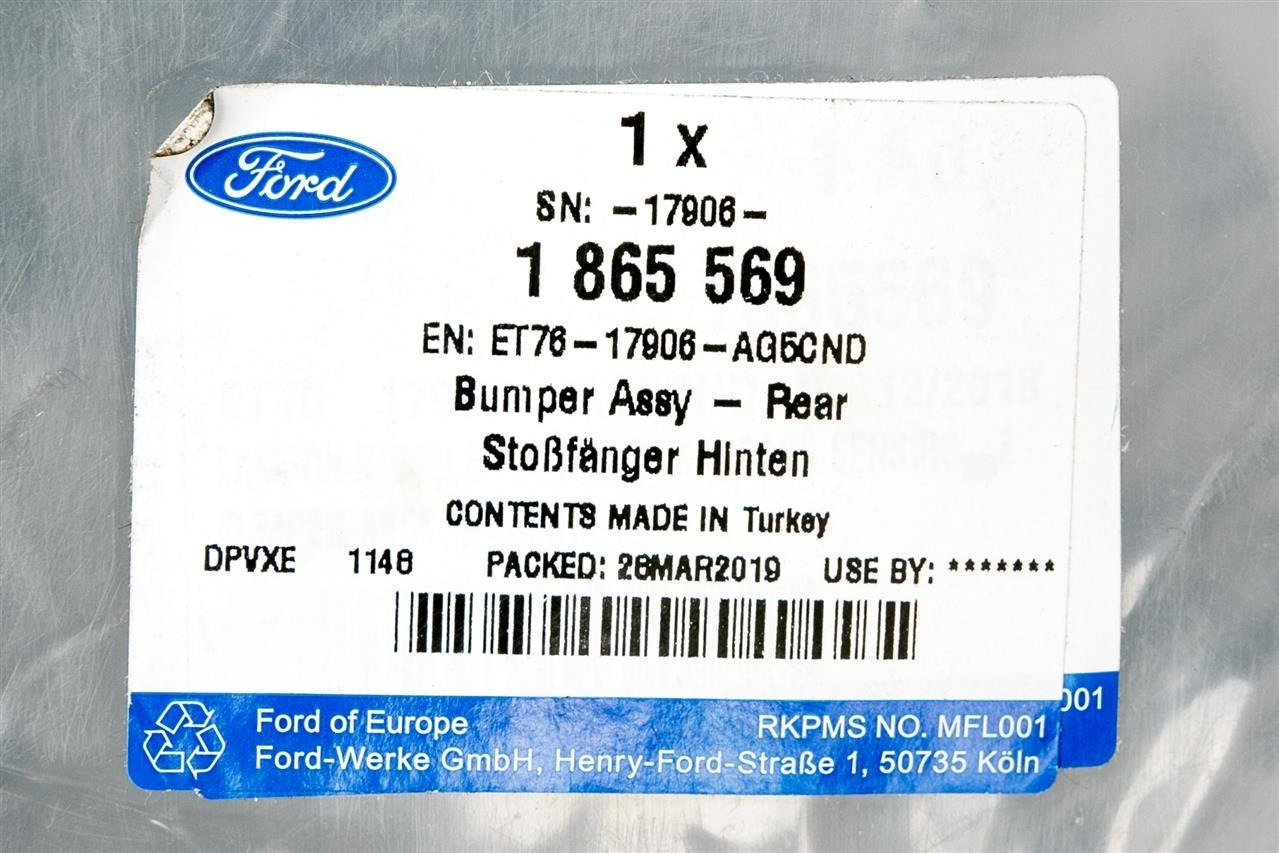 Ford
1 x
SN: -17906-
1 865 569
EN: ET76-17906-AG5CND
Bumper Assy - Rear
Stoßfänger Hinten
CONTENTS MADE IN Turkey
DPVXE 1146 PACKED: 26MAR2019 USE BY: *******
Ford of Europe RKPMS NO. MFL001
001
Ford-Werke GmbH, Henry-Ford-Straße 1, 50735 Köln